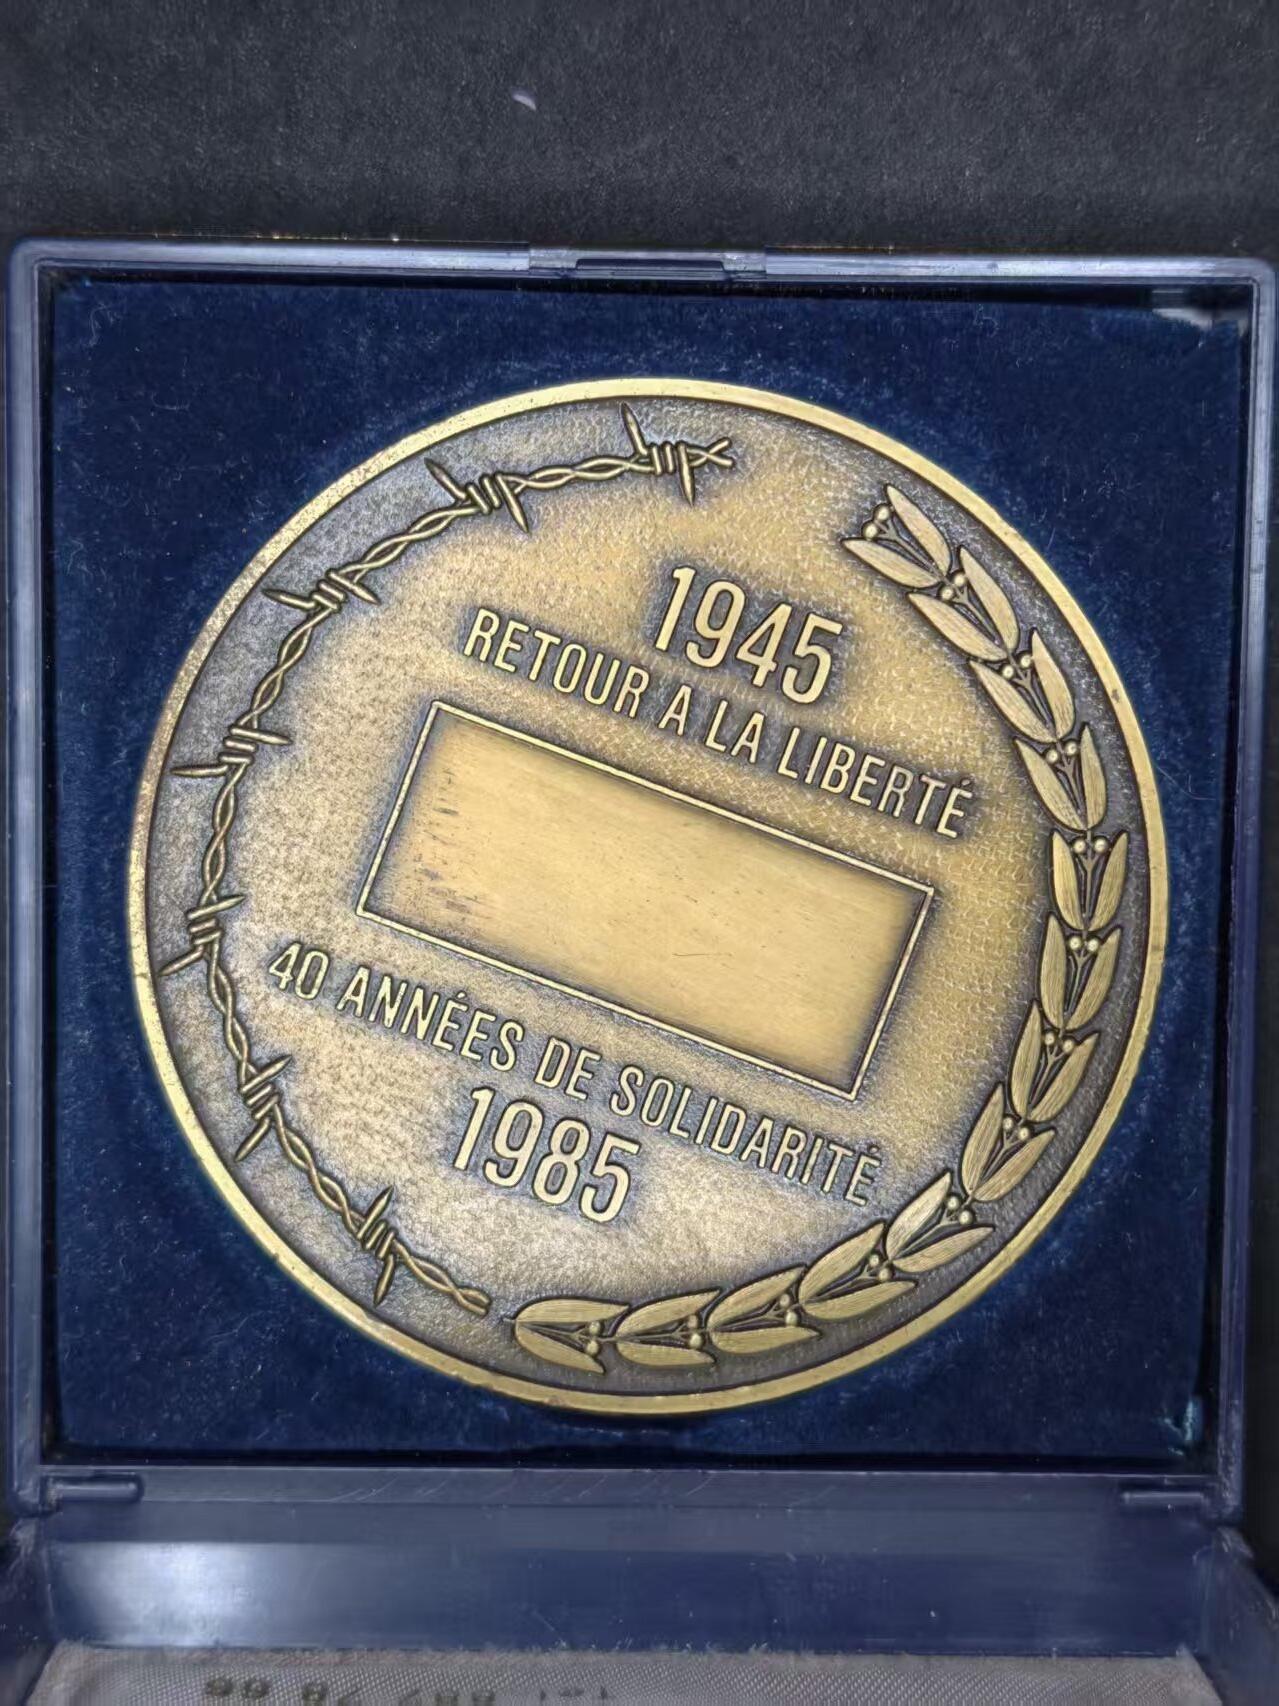 1945
RETOUR A LA LIBERTÉ
40 ANNÉES DE SOLIDARITÉ
1985